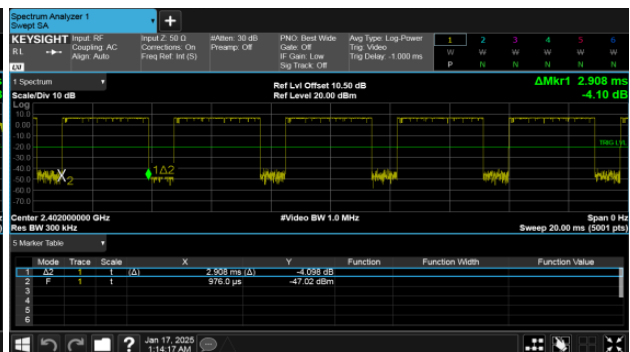 Spectrum Analyzer 1
Swept SA
KEYSIGHT Input: RF Input Z: 50 Ω #Atten: 30 dB PNO: Best Wide Avg Type: Log-Power 1 2 3 4 5 6
RL Coupling: AC Corrections: On Preamp: Off Gate: Off Trig: Video W W W W W W
Align: Auto Freq Ref: Int (S) IF Gain: Low Trig Delay: -1.000 ms P N N N N N
LXI Sig Track: Off
1 Spectrum Ref Lvl Offset 10.50 dB ΔMkr1 2.908 ms
Scale/Div 10 dB Ref Level 20.00 dBm -4.10 dB
Log
10.0
0.00
-10.0
TRIG LVL
-20.0
-30.0
-40.0
1Δ2
X2
-50.0
-60.0
-70.0
Center 2.402000000 GHz #Video BW 1.0 MHz Span 0 Hz
Res BW 300 kHz Sweep 20.00 ms (5001 pts)
5 Marker Table
Mode Trace Scale X Y Function Function Width Function Value
1 Δ2 1 t (Δ) 2.908 ms (Δ) -4.098 dB
2 F 1 t 976.0 µs -47.02 dBm
3
4
5
6
? Jan 17, 2025
1:14:17 AM